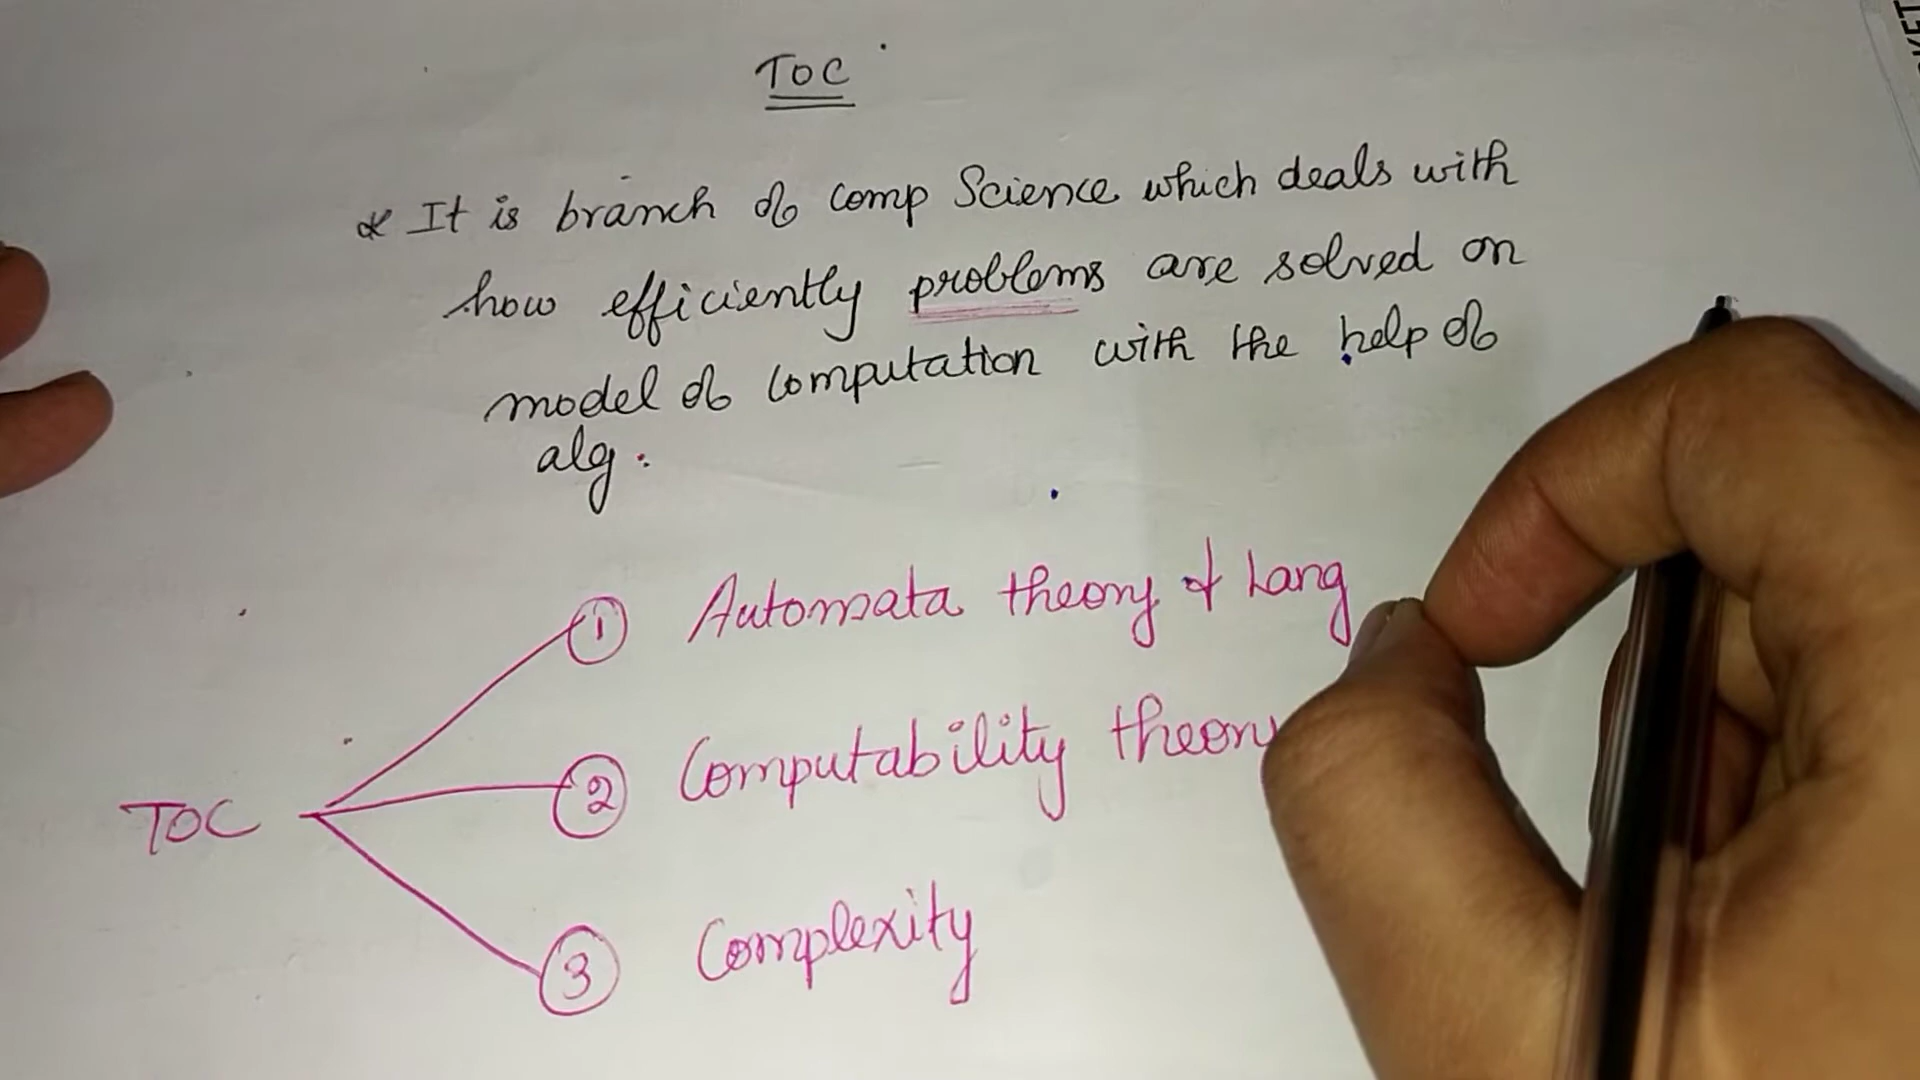 TOC
* It is branch of comp Science which deals with
how efficiently problems are solved on
model of computation with the help of
alg.
① Automata theory & Lang
② Computability theory
TOC
③ Complexity